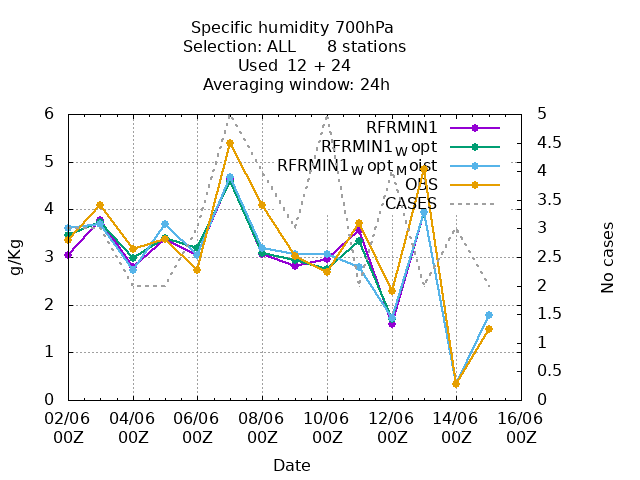 Specific humidity 700hPa
Selection: ALL 8 stations
Used 12 + 24
Averaging window: 24h
RFRMIN1
RFRMIN1W opt
RFRMIN1W optM oist
OBS
CASES
g/Kg
6
5
4
3
2
1
0
5
4.5
4
3.5
3
2.5
2
1.5
1
0.5
0
No cases
02/06 04/06 06/06 08/06 10/06 12/06 14/06 16/06
00Z 00Z 00Z 00Z 00Z 00Z 00Z 00Z
Date